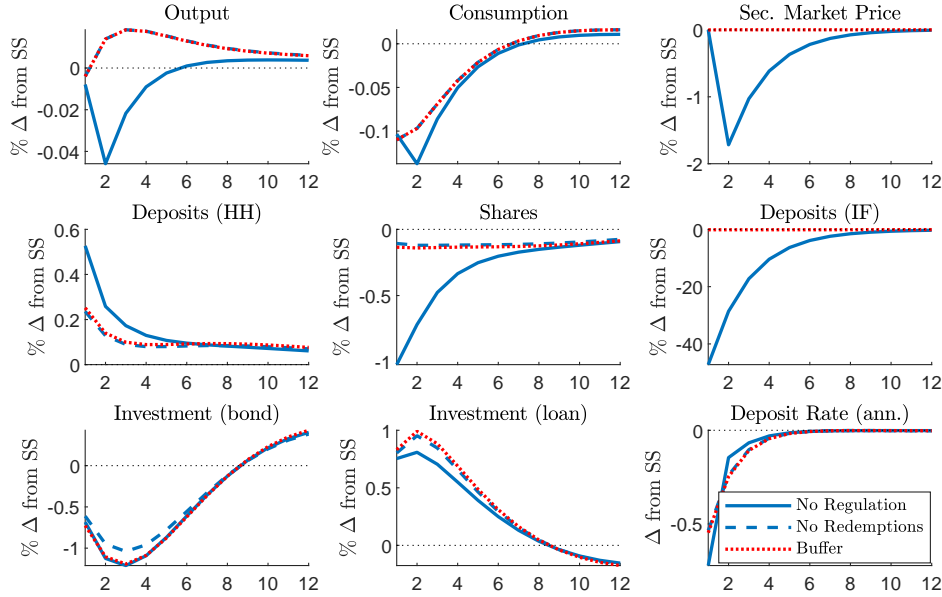 Output
Consumption
Sec. Market Price
% Δ from SS
0
-0.02
-0.04
2 4 6 8 10 12
% Δ from SS
0
-0.05
-0.1
2 4 6 8 10 12
% Δ from SS
0
-1
-2
2 4 6 8 10 12
Deposits (HH)
Shares
Deposits (IF)
% Δ from SS
0.6
0.4
0.2
0
2 4 6 8 10 12
% Δ from SS
0
-0.5
-1
2 4 6 8 10 12
% Δ from SS
0
-20
-40
2 4 6 8 10 12
Investment (bond)
Investment (loan)
Deposit Rate (ann.)
% Δ from SS
0
-0.5
-1
2 4 6 8 10 12
% Δ from SS
1
0.5
0
2 4 6 8 10 12
Δ from SS
0
-0.5
2 4 6 8 10 12
No Regulation
No Redemptions
Buffer